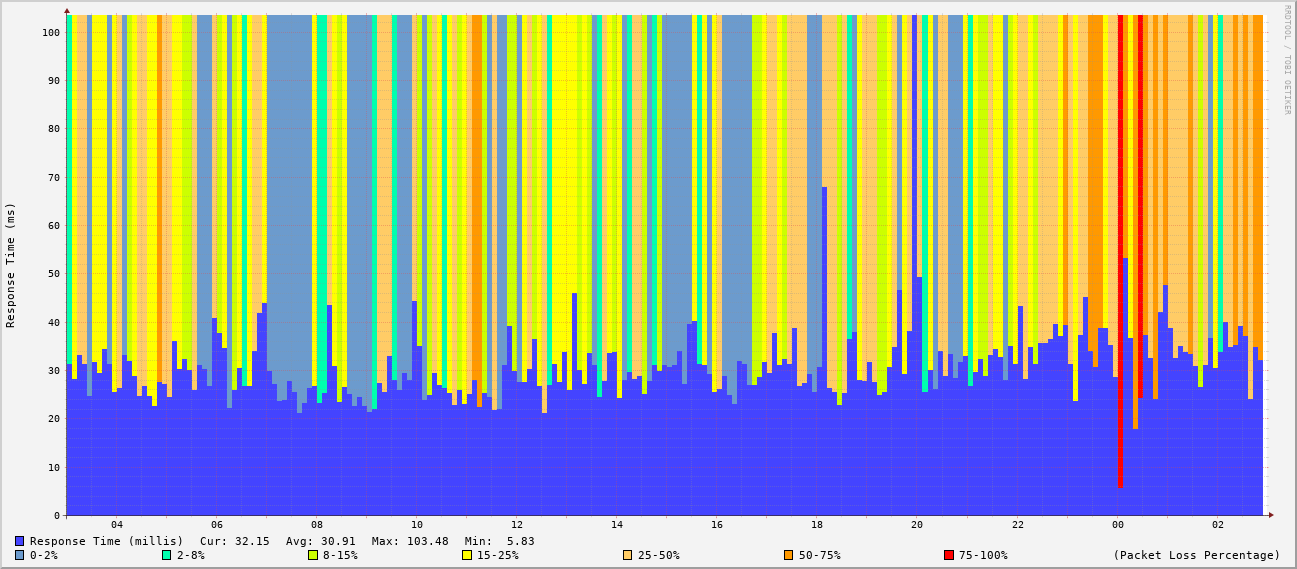 RRDTOOL / TOBI OETIKER
Response Time (ms)
100
90
80
70
60
50
40
30
20
10
0
04 06 08 10 12 14 16 18 20 22 00 02
Response Time (millis) Cur: 32.15 Avg: 30.91 Max: 103.48 Min: 5.83
0-2% 2-8% 8-15% 15-25% 25-50% 50-75% 75-100% (Packet Loss Percentage)